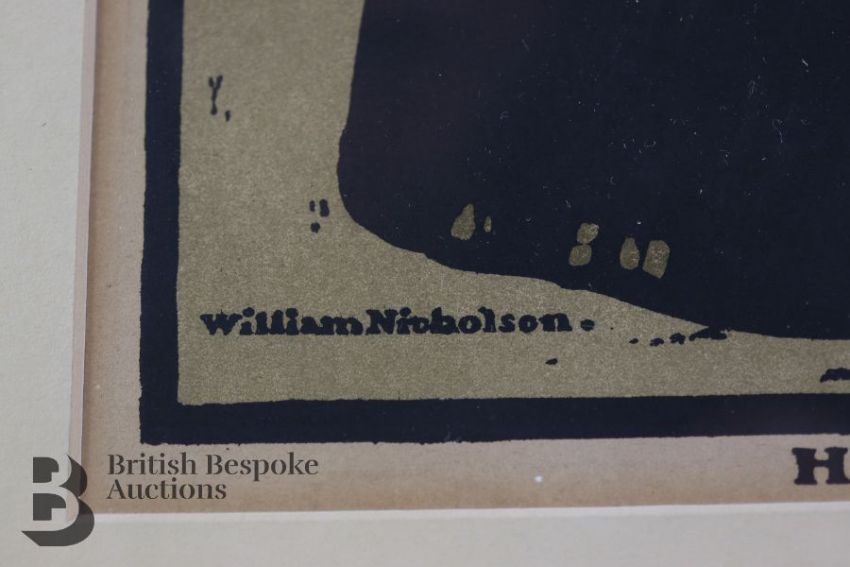 William Nicholson.
H
British Bespoke
Auctions